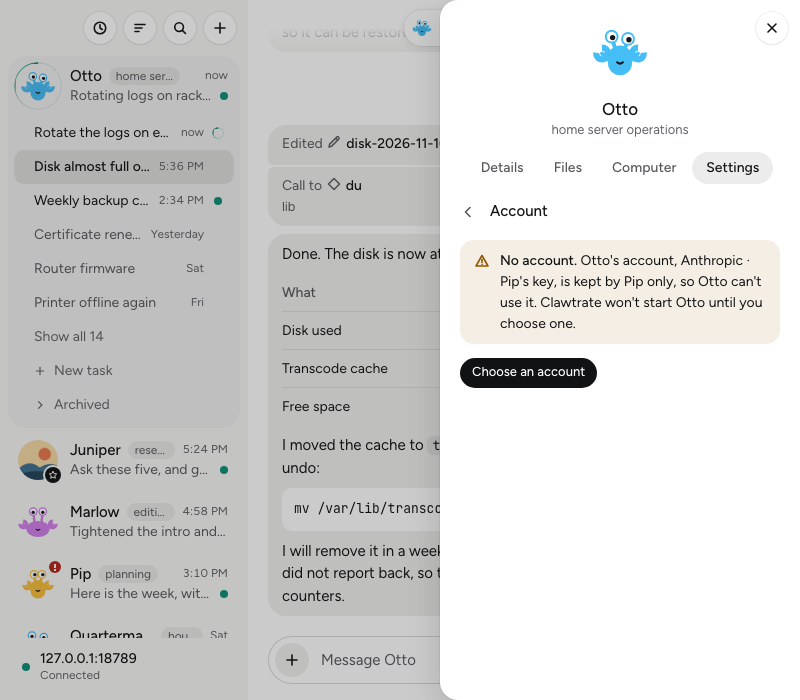 Otto home ser... now
Rotating logs on rack...
Rotate the logs on e... now
Disk almost full o... 5:36 PM
Weekly backup c... 2:34 PM
Certificate rene... Yesterday
Router firmware Sat
Printer offline again Fri
Show all 14
New task
Archived
Juniper rese... 5:24 PM
Ask these five, and g...
Marlow editi... 4:58 PM
Tightened the intro and...
Pip planning 3:10 PM
Here is the week, wit...
Quarterma hou... Sat
127.0.0.1:18789
Connected
so it can be restor
Edited disk-2026-11-1
Call to du
lib
Done. The disk is now at
What
Disk used
Transcode cache
Free space
I moved the cache to t
undo:
mv /var/lib/transco
I will remove it in a week
did not report back, so t
counters.
Message Otto
Otto
home server operations
Details Files Computer Settings
Account
No account. Otto's account, Anthropic ·
Pip's key, is kept by Pip only, so Otto can't
use it. Clawtrate won't start Otto until you
choose one.
Choose an account